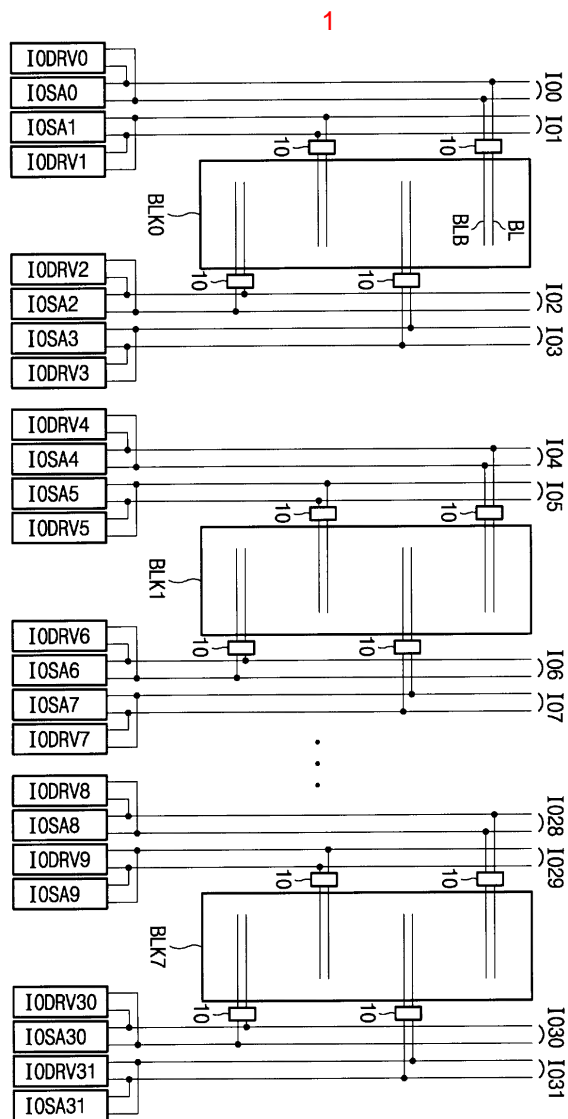 1
IODRV0
IOSA0
IOSA1
IODRV1
IO0
IO1
10
10
BLK0
BLB
BL
10
10
IODRV2
IOSA2
IOSA3
IODRV3
IO2
IO3
IODRV4
IOSA4
IOSA5
IODRV5
IO4
IO5
10
10
BLK1
10
10
IODRV6
IOSA6
IOSA7
IODRV7
IO6
IO7
IODRV8
IOSA8
IODRV9
IOSA9
IO28
IO29
10
10
BLK7
10
10
IODRV30
IOSA30
IODRV31
IOSA31
IO30
IO31